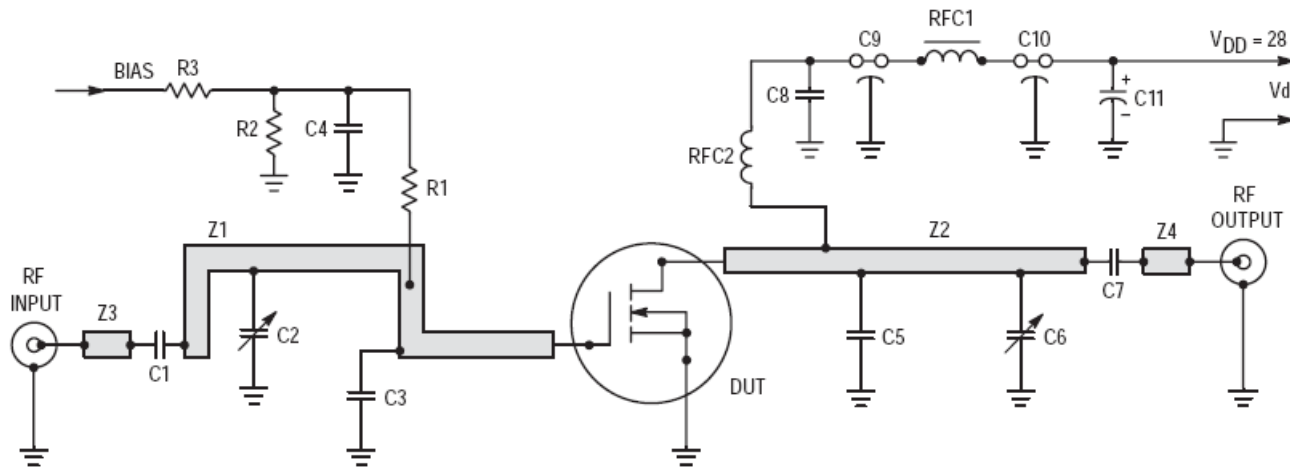 RFC1
C9
C10
V_DD = 28
BIAS
R3
C8
+
C11
–
Vd
R2
C4
RFC2
R1
RF
OUTPUT
Z1
Z2
Z4
RF
INPUT
Z3
C7
C2
C5
C6
C1
DUT
C3